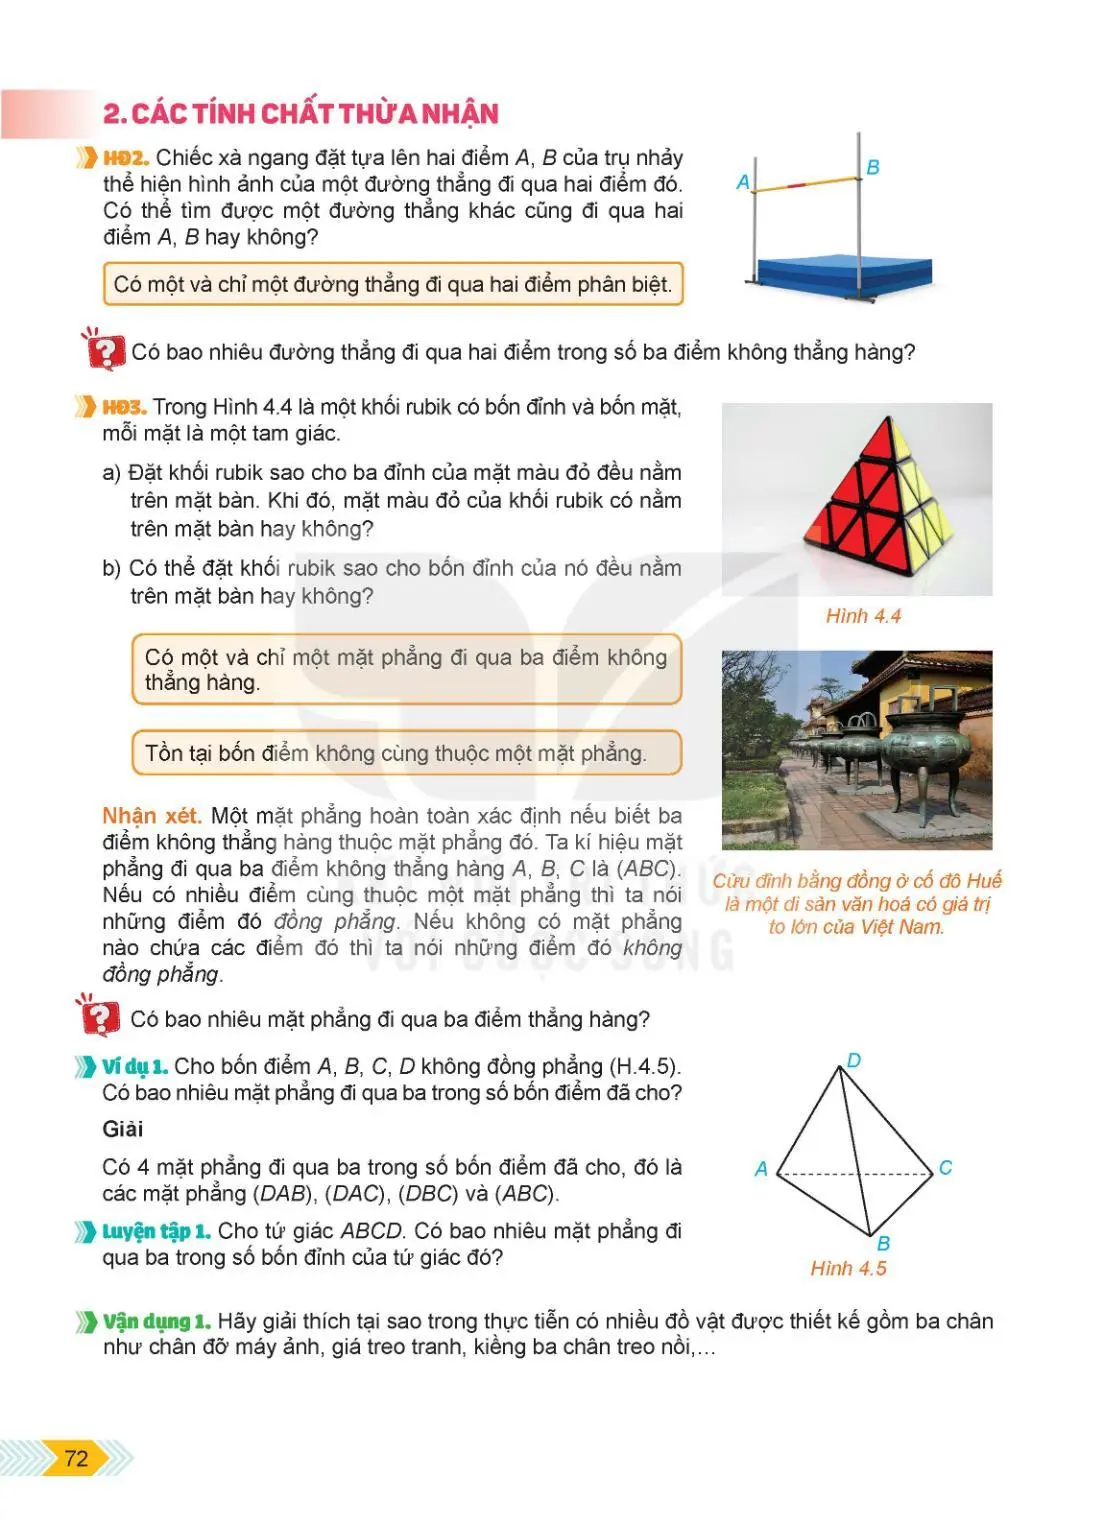 2. CÁC TÍNH CHẤT THỪA NHẬN
HĐ2. Chiếc xà ngang đặt tựa lên hai điểm A, B của trụ nhảy
thể hiện hình ảnh của một đường thẳng đi qua hai điểm đó.
Có thể tìm được một đường thẳng khác cũng đi qua hai
điểm A, B hay không?
A
B
Có một và chỉ một đường thẳng đi qua hai điểm phân biệt.
? Có bao nhiêu đường thẳng đi qua hai điểm trong số ba điểm không thẳng hàng?
HĐ3. Trong Hình 4.4 là một khối rubik có bốn đỉnh và bốn mặt,
mỗi mặt là một tam giác.
a) Đặt khối rubik sao cho ba đỉnh của mặt màu đỏ đều nằm
trên mặt bàn. Khi đó, mặt màu đỏ của khối rubik có nằm
trên mặt bàn hay không?
b) Có thể đặt khối rubik sao cho bốn đỉnh của nó đều nằm
trên mặt bàn hay không?
Hình 4.4
Có một và chỉ một mặt phẳng đi qua ba điểm không
thẳng hàng.
Tồn tại bốn điểm không cùng thuộc một mặt phẳng.
Nhận xét. Một mặt phẳng hoàn toàn xác định nếu biết ba
điểm không thẳng hàng thuộc mặt phẳng đó. Ta kí hiệu mặt
phẳng đi qua ba điểm không thẳng hàng A, B, C là (ABC).
Nếu có nhiều điểm cùng thuộc một mặt phẳng thì ta nói
những điểm đó đồng phẳng. Nếu không có mặt phẳng
nào chứa các điểm đó thì ta nói những điểm đó không
đồng phẳng.
Cửu đỉnh bằng đồng ở cố đô Huế
là một di sản văn hoá có giá trị
to lớn của Việt Nam.
? Có bao nhiêu mặt phẳng đi qua ba điểm thẳng hàng?
Ví dụ 1. Cho bốn điểm A, B, C, D không đồng phẳng (H.4.5).
Có bao nhiêu mặt phẳng đi qua ba trong số bốn điểm đã cho?
Giải
Có 4 mặt phẳng đi qua ba trong số bốn điểm đã cho, đó là
các mặt phẳng (DAB), (DAC), (DBC) và (ABC).
D
A
C
B
Hình 4.5
Luyện tập 1. Cho tứ giác ABCD. Có bao nhiêu mặt phẳng đi
qua ba trong số bốn đỉnh của tứ giác đó?
Vận dụng 1. Hãy giải thích tại sao trong thực tiễn có nhiều đồ vật được thiết kế gồm ba chân
như chân đỡ máy ảnh, giá treo tranh, kiềng ba chân treo nồi,...
72